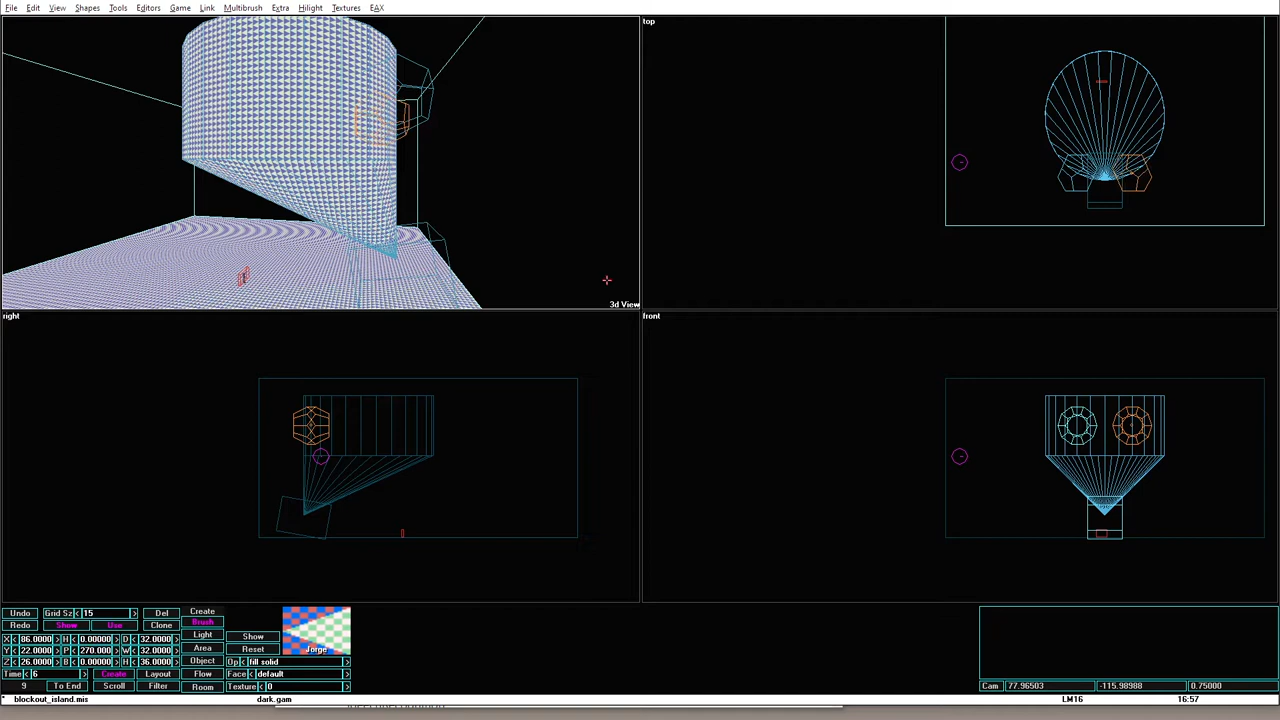 File Edit View Shapes Tools Editors Game Link Multibrush Extra Hilight Textures EAX
top
3d View
right
front
Undo Grid Sz 15 Del Create
Redo Show Use Clone Brush
X 86.0000 H 0.00000 D 32.0000 Light Show
Y 22.0000 P 270.000 W 32.0000 Area Reset Jorge
Z 26.0000 B 0.00000 H 36.0000 Object Op fill solid
Time 6 Create Layout Flow Face default
9 To End Scroll Filter Room Texture 0 Cam 77.96503 -115.98988 0.75000
* blockout_island.mis dark.gam LM16 16:57